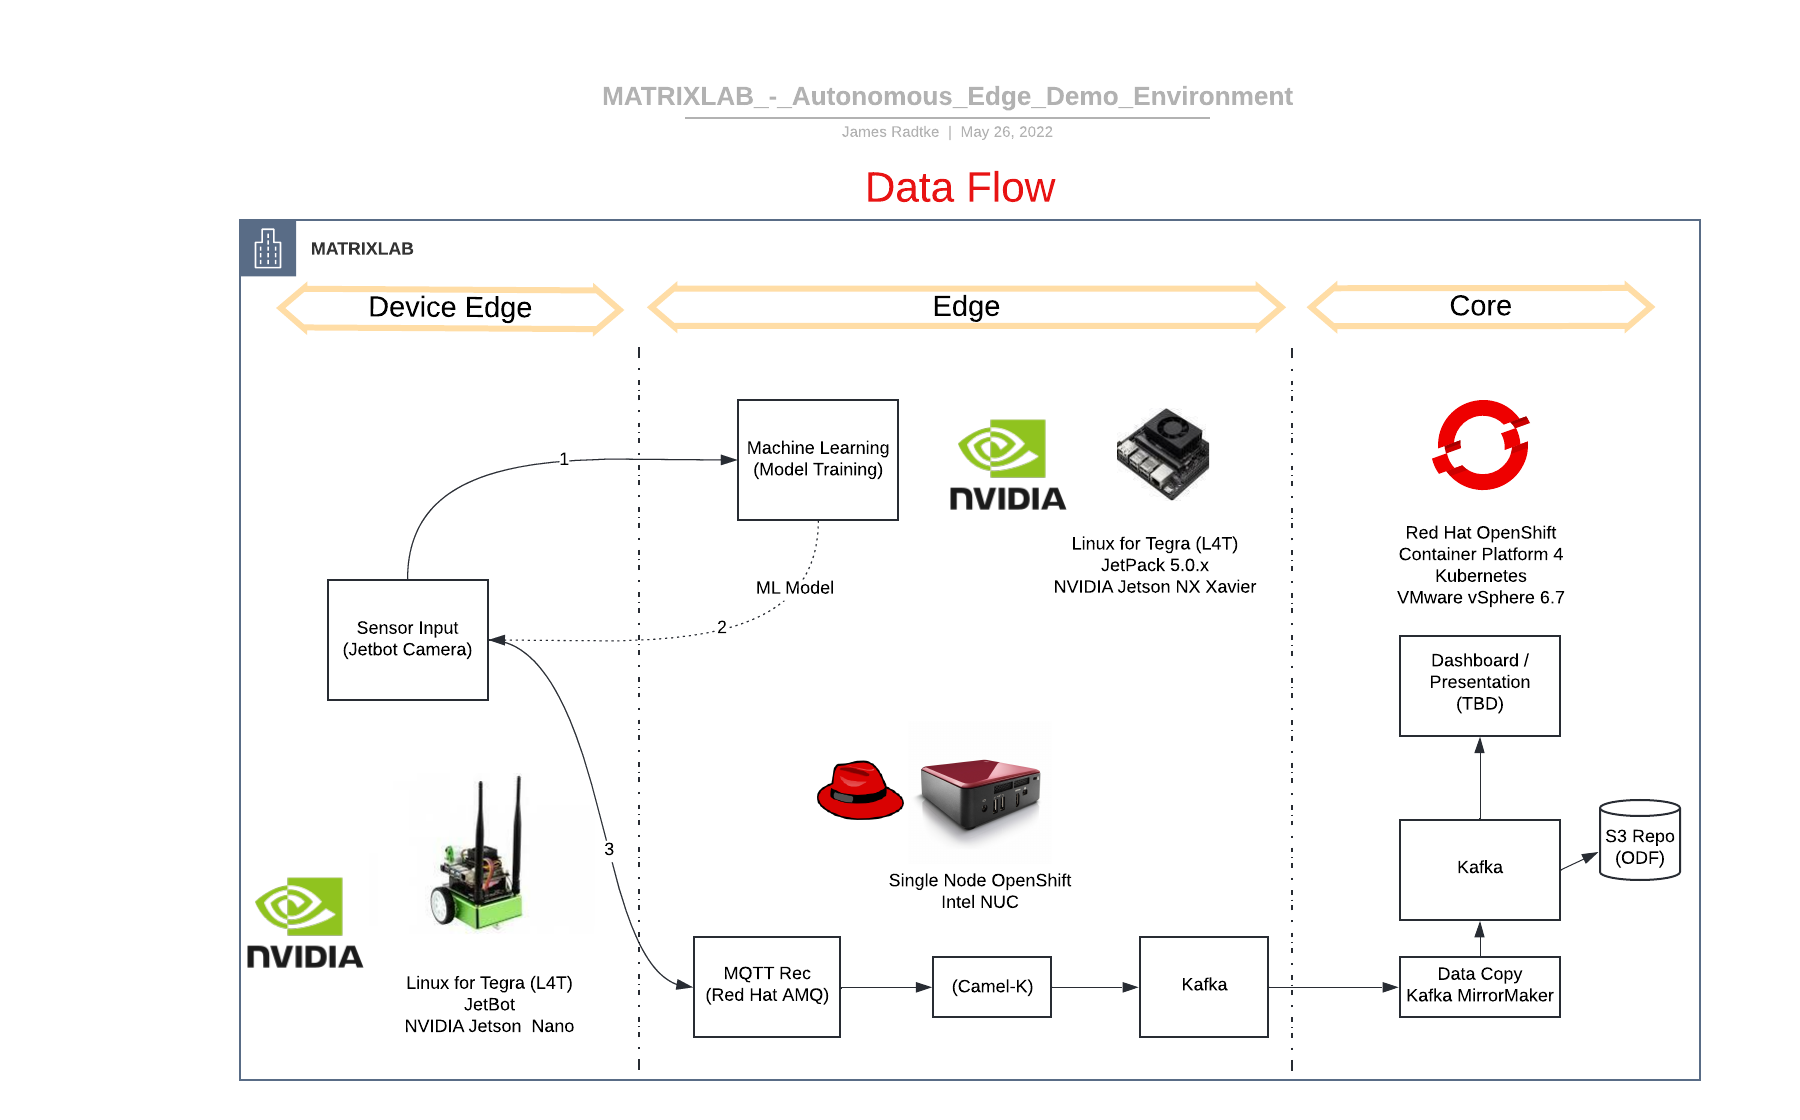 MATRIXLAB_-_Autonomous_Edge_Demo_Environment
James Radtke | May 26, 2022
Data Flow
MATRIXLAB
Device Edge
Edge
Core
Machine Learning
(Model Training)
1
NVIDIA
Linux for Tegra (L4T)
JetPack 5.0.x
NVIDIA Jetson NX Xavier
Red Hat OpenShift
Container Platform 4
Kubernetes
VMware vSphere 6.7
ML Model
2
Sensor Input
(Jetbot Camera)
Dashboard /
Presentation
(TBD)
3
Single Node OpenShift
Intel NUC
Kafka
S3 Repo
(ODF)
NVIDIA
Linux for Tegra (L4T)
JetBot
NVIDIA Jetson  Nano
MQTT Rec
(Red Hat AMQ)
(Camel-K)
Kafka
Data Copy
Kafka MirrorMaker